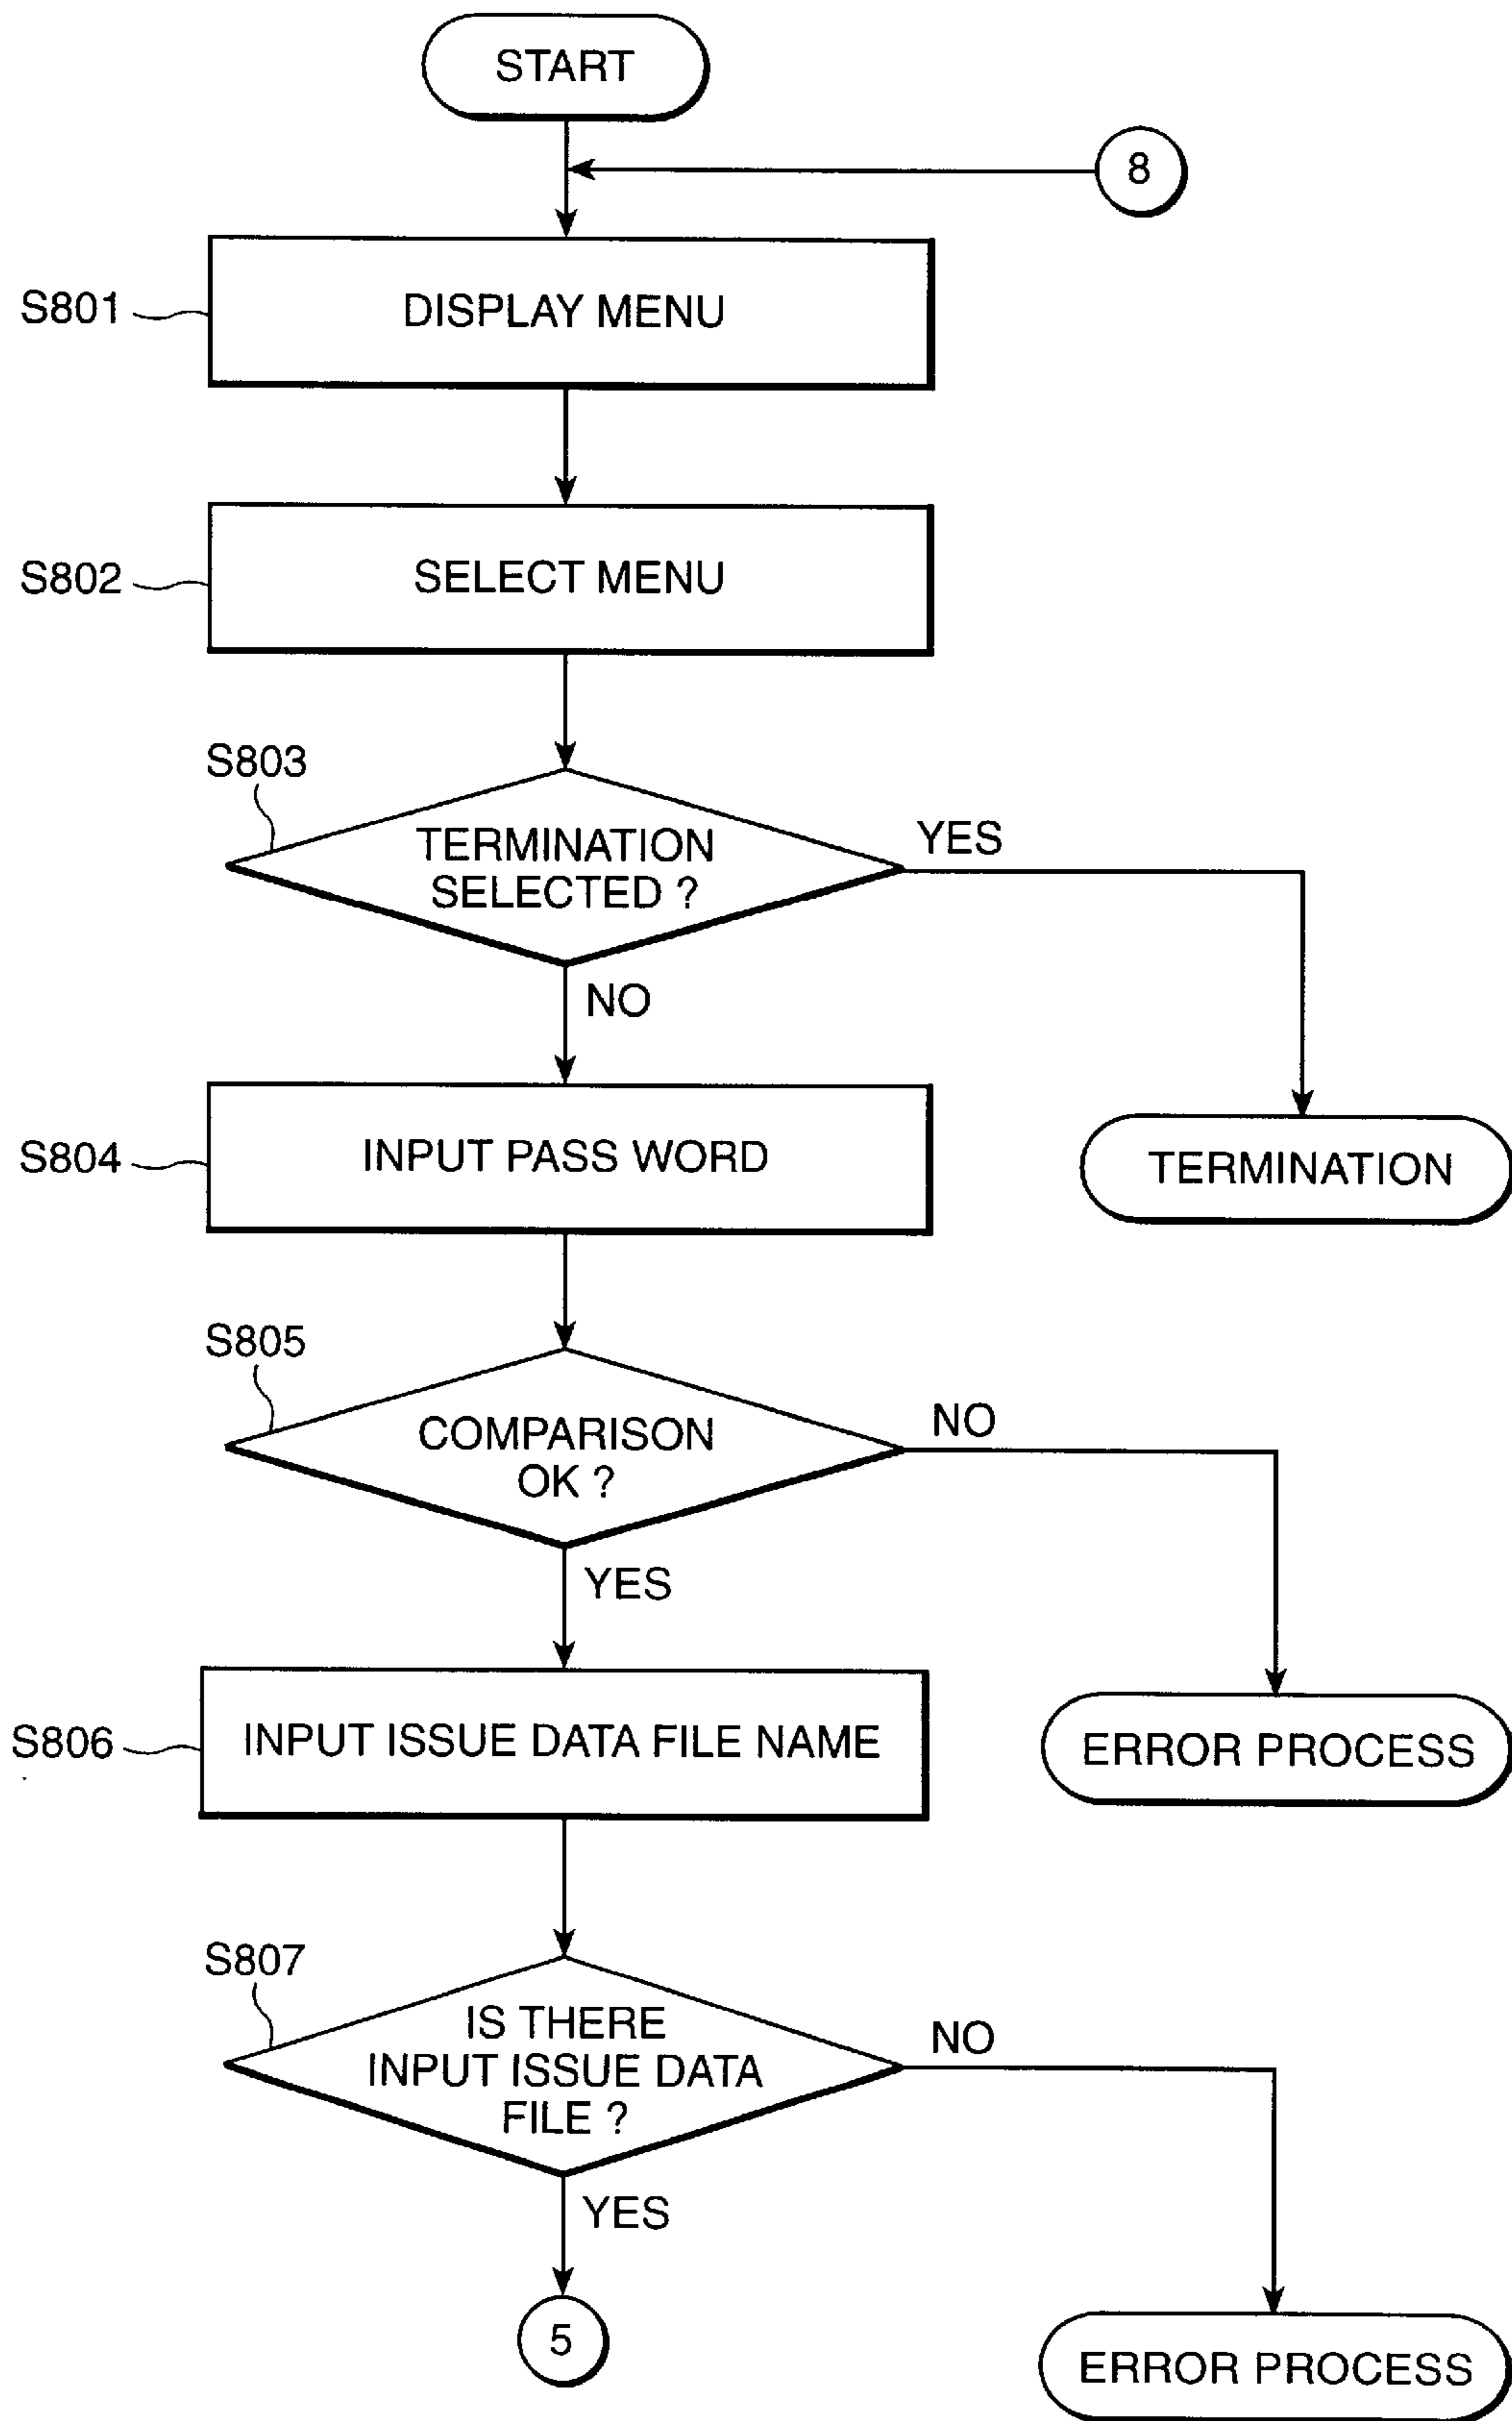 START
8
S801
DISPLAY MENU
S802
SELECT MENU
S803
TERMINATION
SELECTED ?
YES
NO
S804
INPUT PASS WORD
TERMINATION
S805
COMPARISON
OK ?
NO
YES
S806
INPUT ISSUE DATA FILE NAME
ERROR PROCESS
S807
IS THERE
INPUT ISSUE DATA
FILE ?
NO
YES
5
ERROR PROCESS